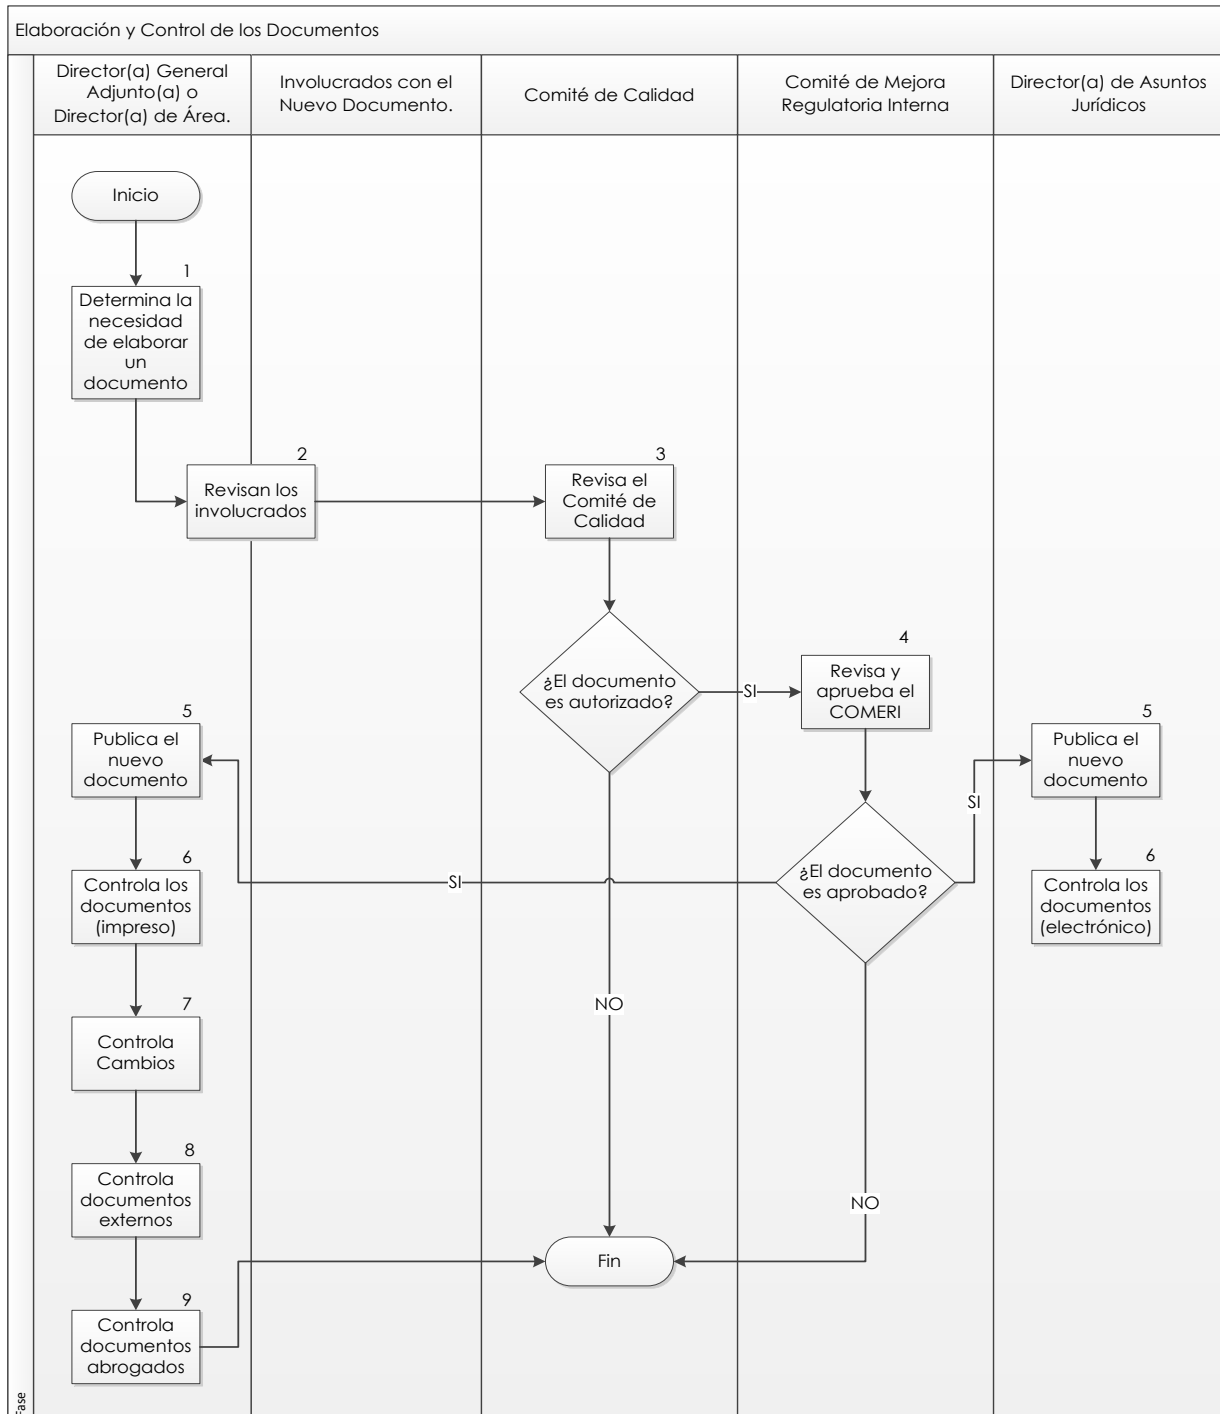 Elaboración y Control de los Documentos
Director(a) General
Adjunto(a) o
Director(a) de Área.
Involucrados con el
Nuevo Documento.
Comité de Calidad
Comité de Mejora
Regulatoria Interna
Director(a) de Asuntos
Jurídicos
Inicio
1
Determina la
necesidad
de elaborar
un
documento
2
Revisan los
involucrados
3
Revisa el
Comité de
Calidad
¿El documento
es autorizado?
SI
4
Revisa y
aprueba el
COMERI
5
Publica el
nuevo
documento
5
Publica el
nuevo
documento
SI
¿El documento
es aprobado?
SI
6
Controla los
documentos
(impreso)
6
Controla los
documentos
(electrónico)
NO
7
Controla
Cambios
8
Controla
documentos
externos
NO
Fin
9
Controla
documentos
abrogados
Fase